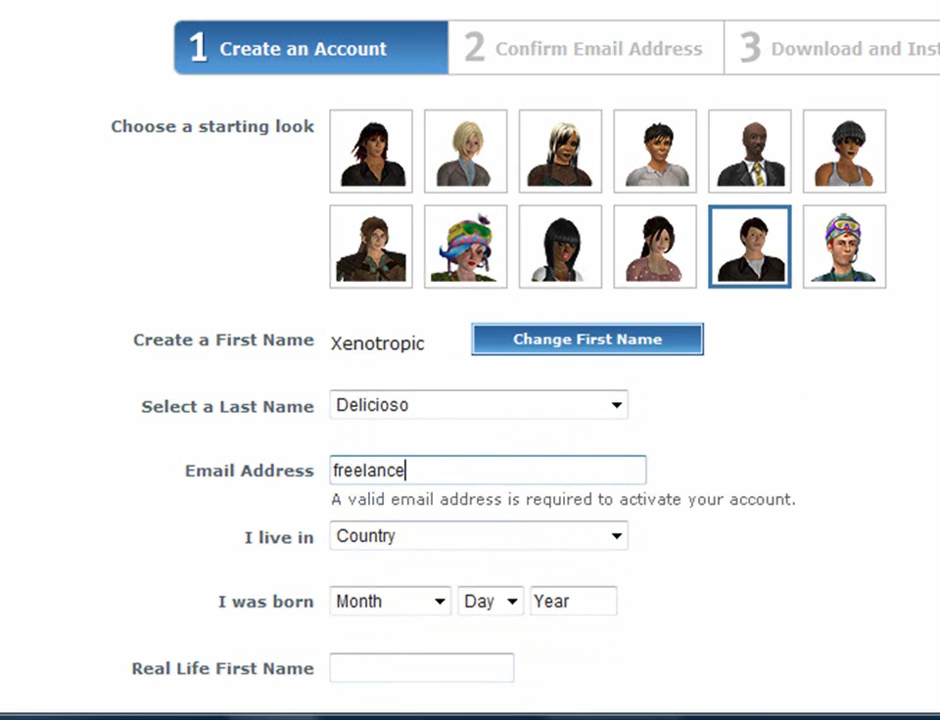 1 Create an Account 2 Confirm Email Address 3 Download and Inst
Choose a starting look
Create a First Name Xenotropic Change First Name
Select a Last Name Delicioso
Email Address freelance
A valid email address is required to activate your account.
I live in Country
I was born Month Day Year
Real Life First Name